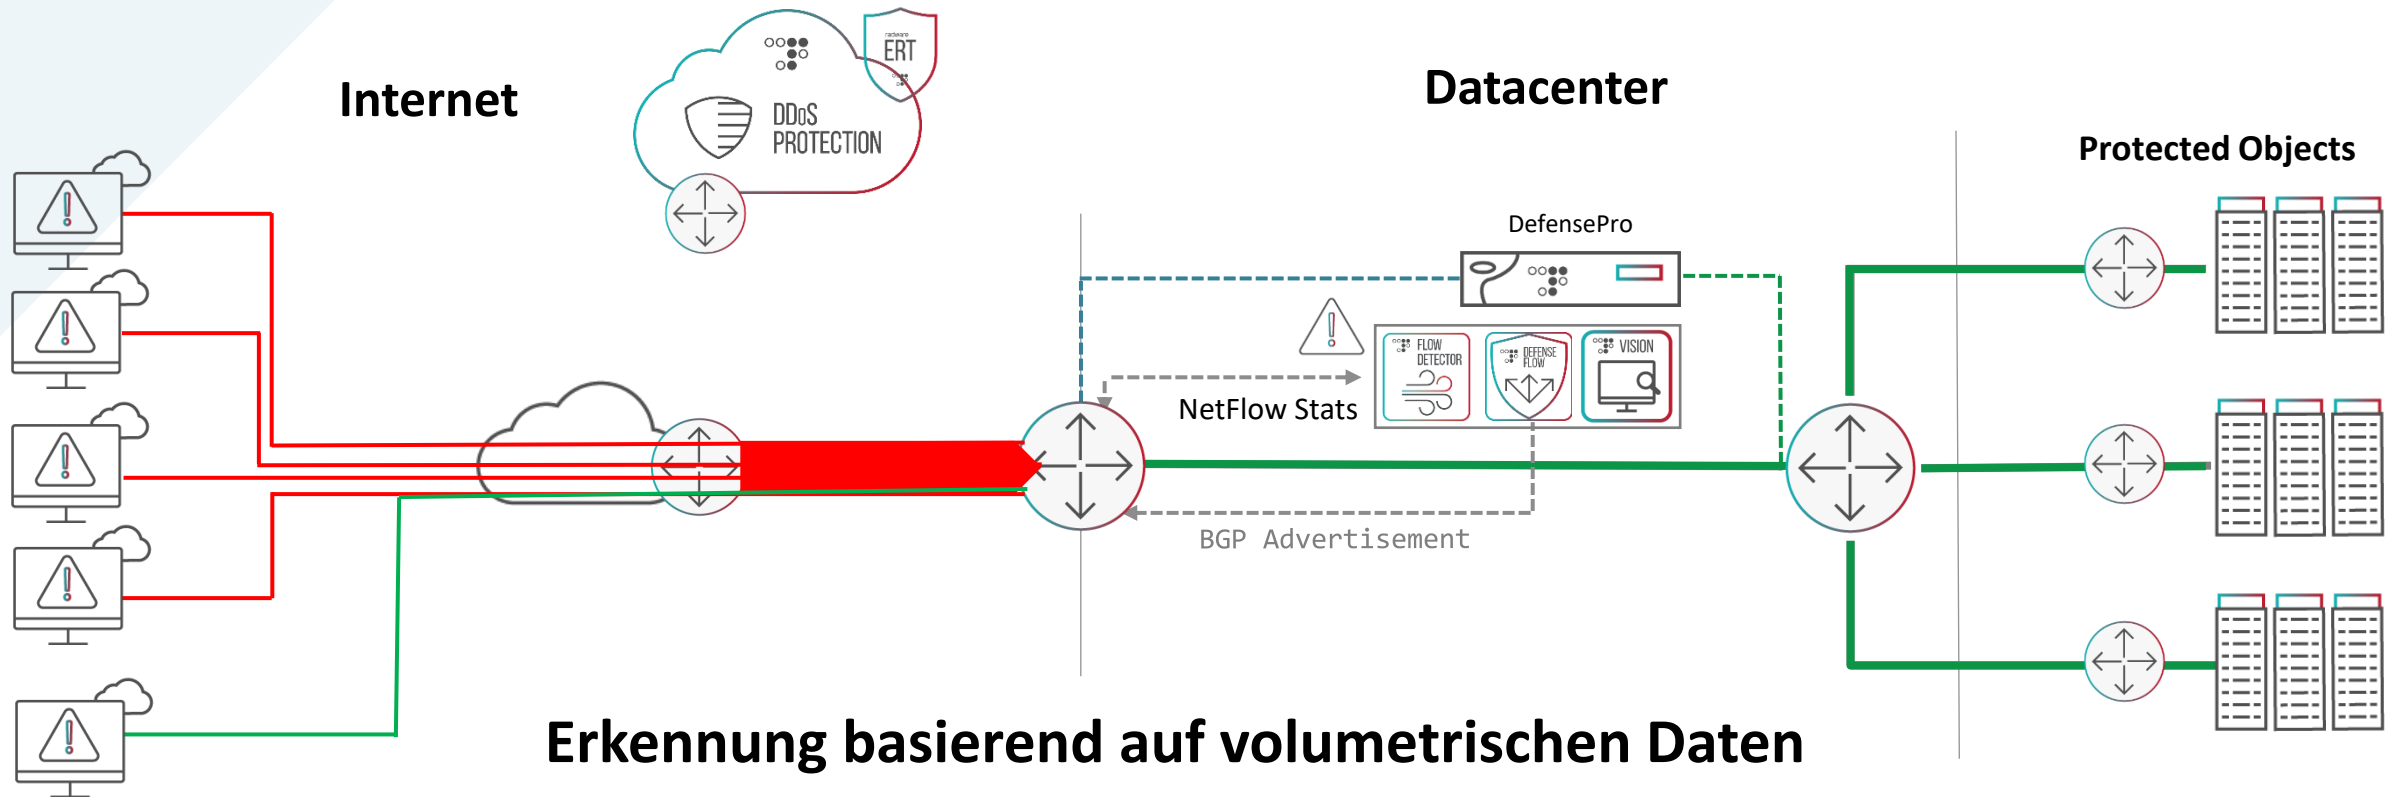 Internet
radware
ERT
DDoS
PROTECTION
Datacenter
Protected Objects
DefensePro
FLOW
DETECTOR
DEFENSE
FLOW
VISION
NetFlow Stats
BGP Advertisement
Erkennung basierend auf volumetrischen Daten